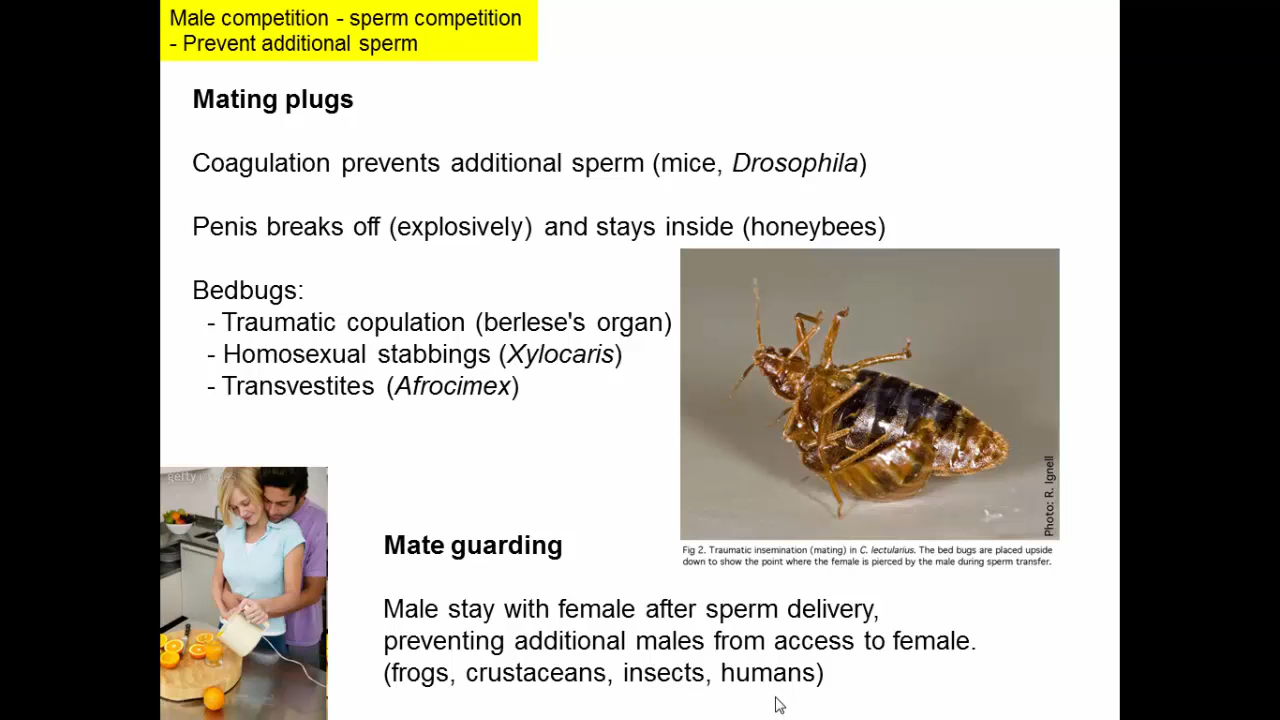 Male competition - sperm competition
- Prevent additional sperm
Mating plugs
Coagulation prevents additional sperm (mice, Drosophila)
Penis breaks off (explosively) and stays inside (honeybees)
Bedbugs:
- Traumatic copulation (berlese's organ)
- Homosexual stabbings (Xylocaris)
- Transvestites (Afrocimex)
Photo: R. Ignell
Fig 2. Traumatic insemination (mating) in C. lectularius. The bed bugs are placed upside
down to show the point where the female is pierced by the male during sperm transfer.
Mate guarding
Male stay with female after sperm delivery,
preventing additional males from access to female.
(frogs, crustaceans, insects, humans)